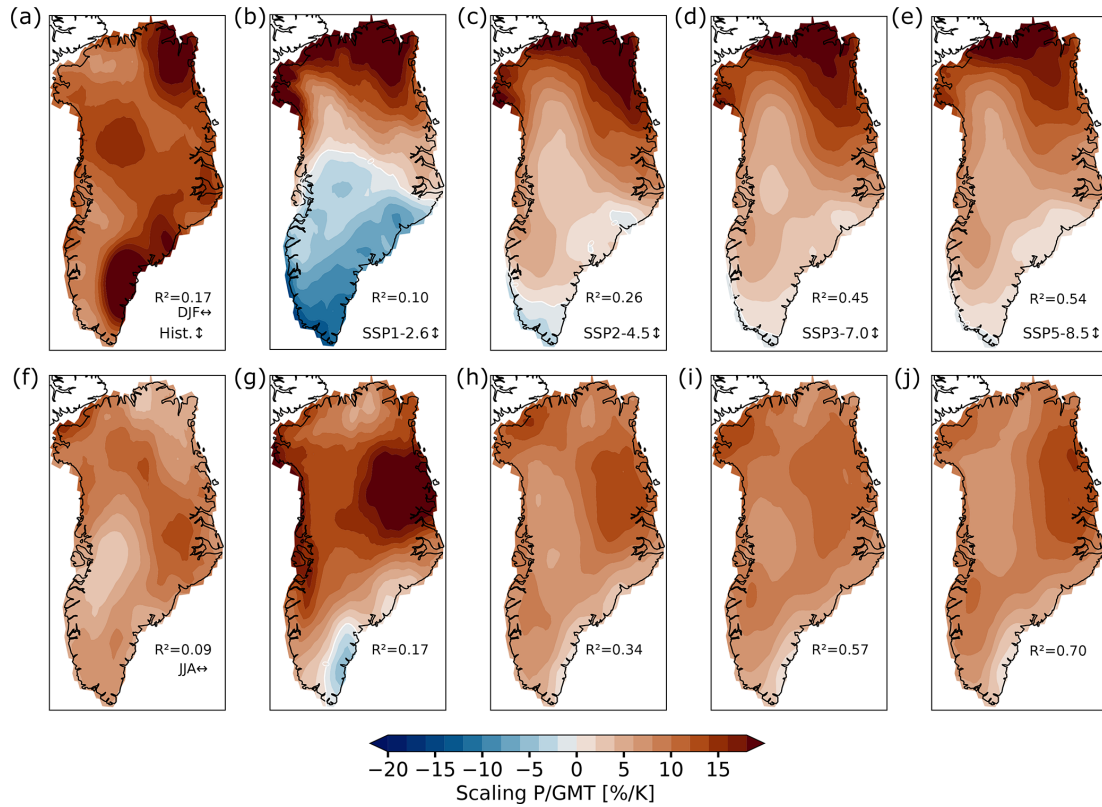 (a) (b) (c) (d) (e)
R²=0.17 R²=0.10 R²=0.26 R²=0.45 R²=0.54
DJF↔
Hist.↕ SSP1-2.6↕ SSP2-4.5↕ SSP3-7.0↕ SSP5-8.5↕
(f) (g) (h) (i) (j)
R²=0.09 R²=0.17 R²=0.34 R²=0.57 R²=0.70
JJA↔
−20 −15 −10 −5 0 5 10 15
Scaling P/GMT [%/K]